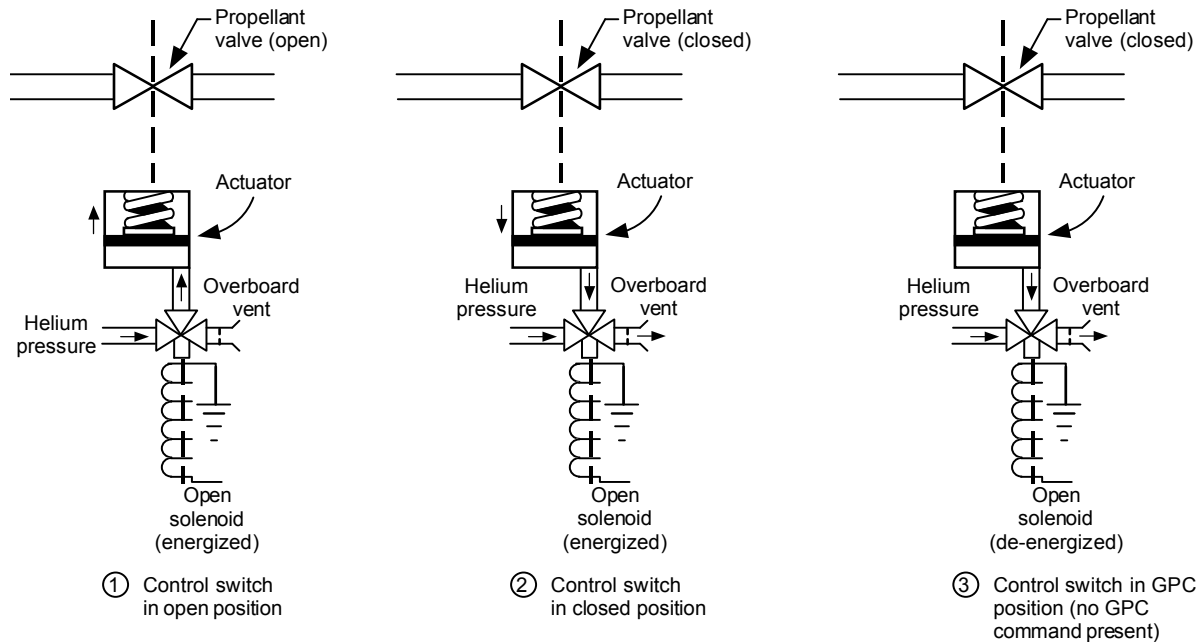 Propellant
valve (open)
Actuator
Overboard
vent
Helium
pressure
Open
solenoid
(energized)
1 Control switch
in open position
Propellant
valve (closed)
Actuator
Helium
pressure
Overboard
vent
Open
solenoid
(energized)
2 Control switch
in closed position
Propellant
valve (closed)
Actuator
Helium
pressure
Overboard
vent
Open
solenoid
(de-energized)
3 Control switch in GPC
position (no GPC
command present)